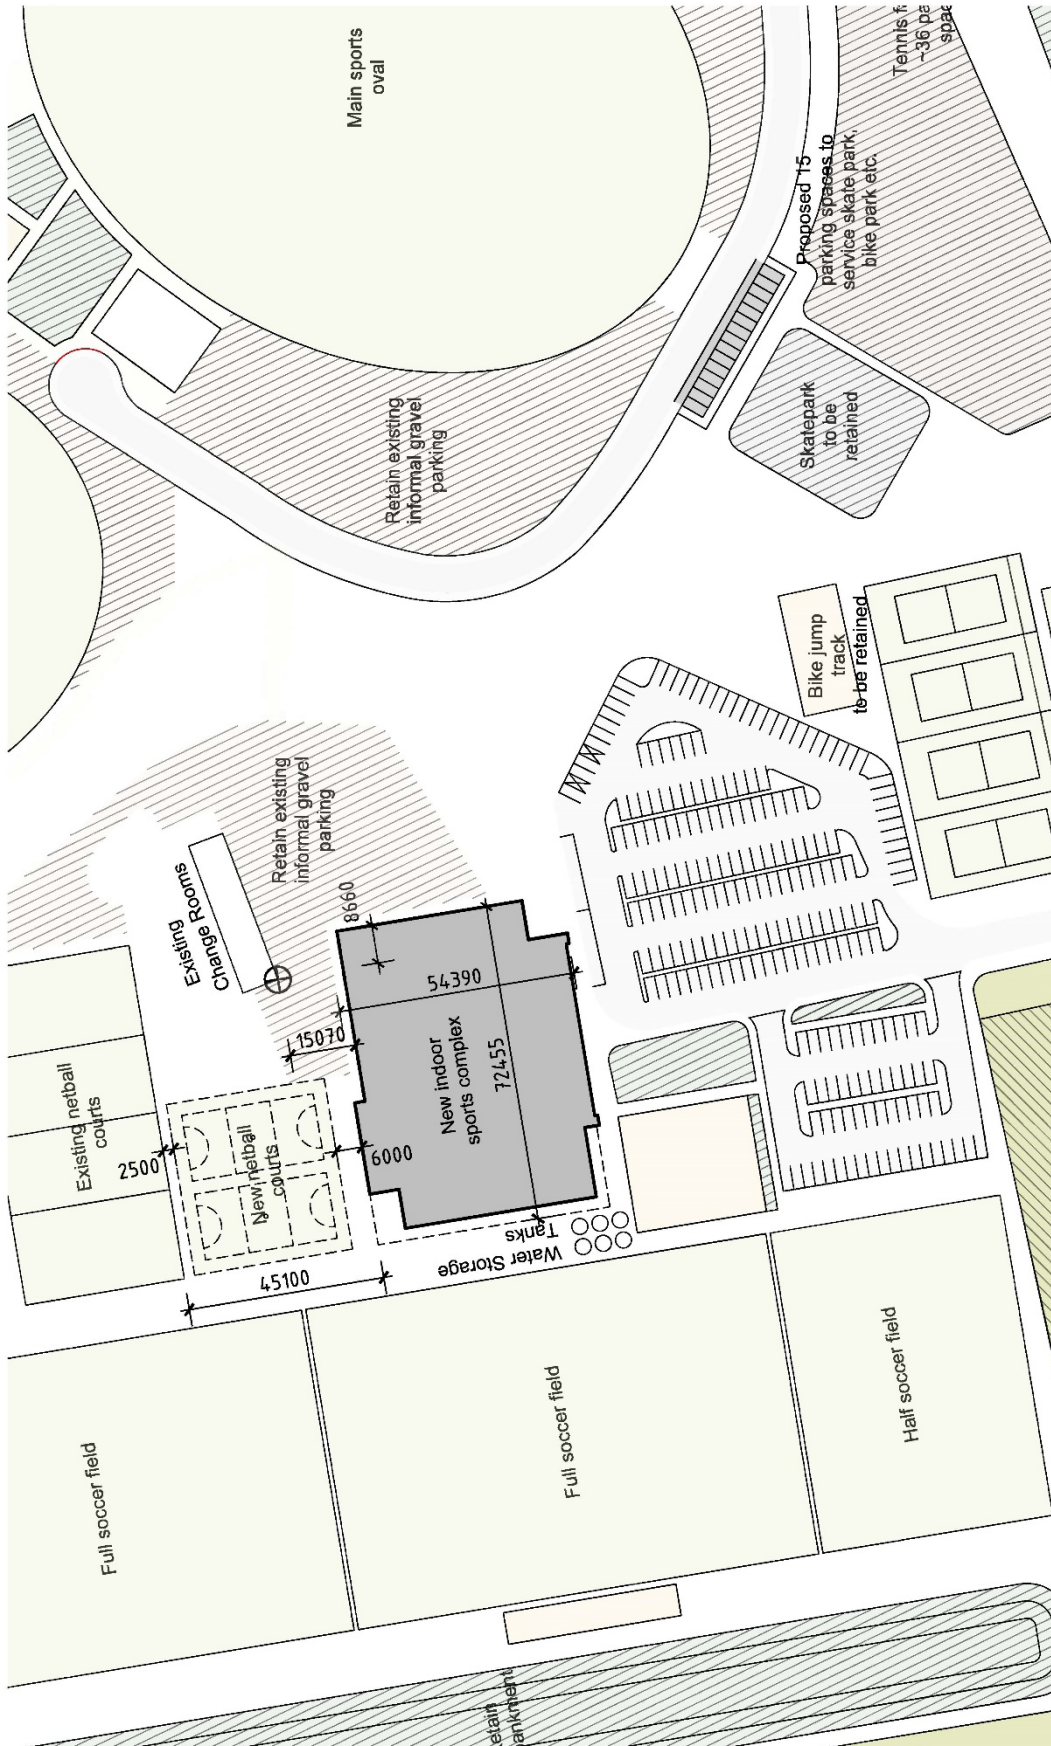 Main sports
oval
Tennis
~36
Proposed 15
parking spaces to
service skate park,
bike park etc.
Skatepark
to be
retained
Retain existing
informal gravel
parking
Bike jump
track
to be retained
Retain existing
informal gravel
parking
Existing
Change Rooms
8660
54390
15070
72455
New indoor
sports complex
Existing netball
courts
2500
New netball
courts
6000
45100
Water Storage
Tanks
Full soccer field
Full soccer field
Half soccer field